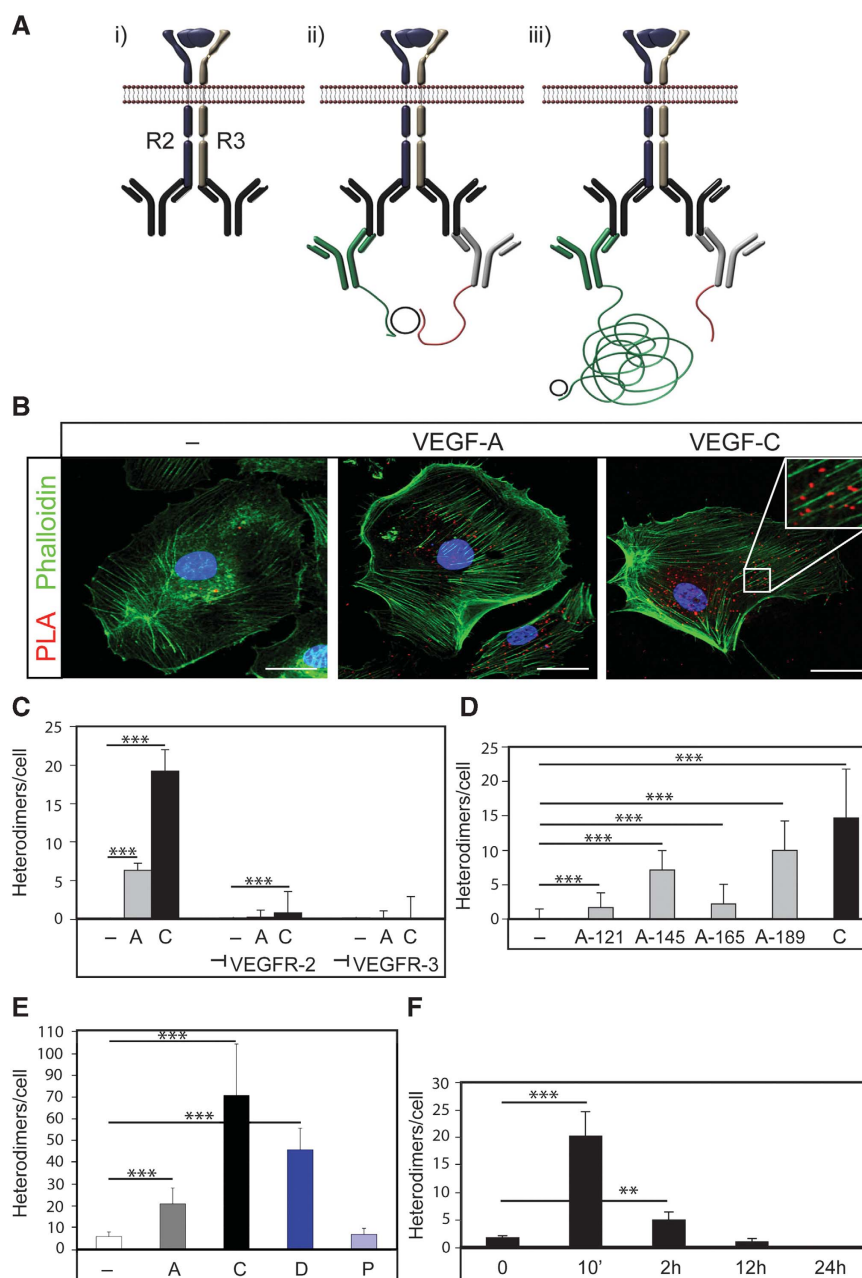 A
i) ii) iii)
R2 R3
B
– VEGF-A VEGF-C
PLA Phalloidin
C
Heterodimers/cell
25
20
15
10
5
0
***
***
***
– A C – A C – A C
⊣ VEGFR-2 ⊣ VEGFR-3
D
Heterodimers/cell
25
20
15
10
5
0
***
***
***
***
***
– A-121 A-145 A-165 A-189 C
E
Heterodimers/cell
110
100
90
80
70
60
50
40
30
20
10
0
***
***
***
– A C D P
F
Heterodimers/cell
30
25
20
15
10
5
0
***
**
0 10’ 2h 12h 24h